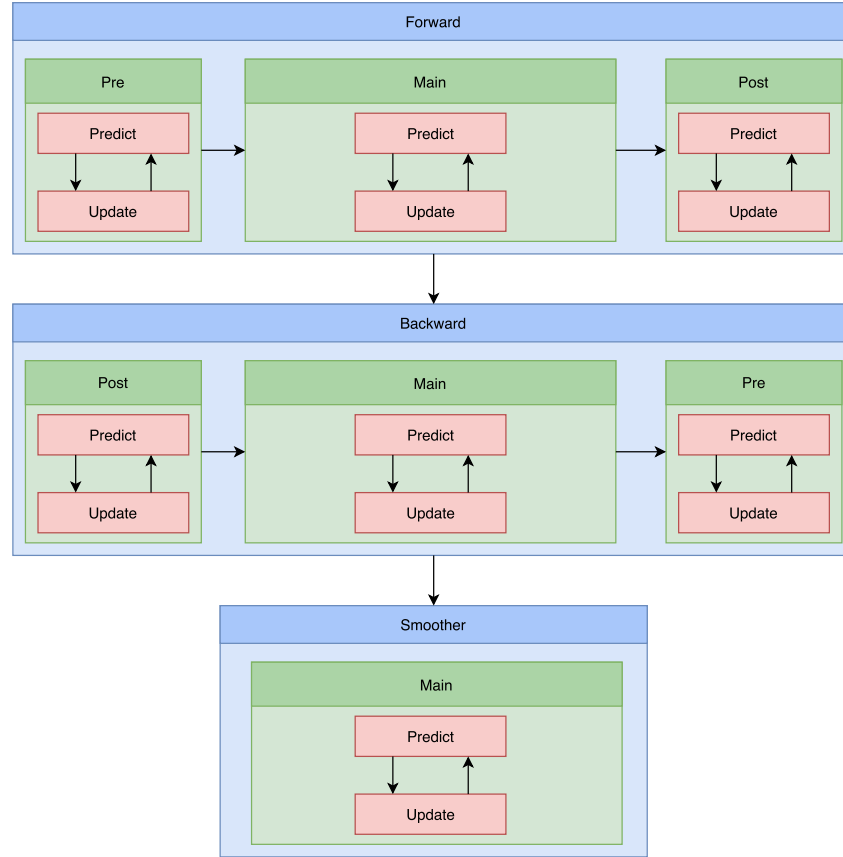 Forward
Pre
Main
Post
Predict
Predict
Predict
Update
Update
Update
Backward
Post
Main
Pre
Predict
Predict
Predict
Update
Update
Update
Smoother
Main
Predict
Update